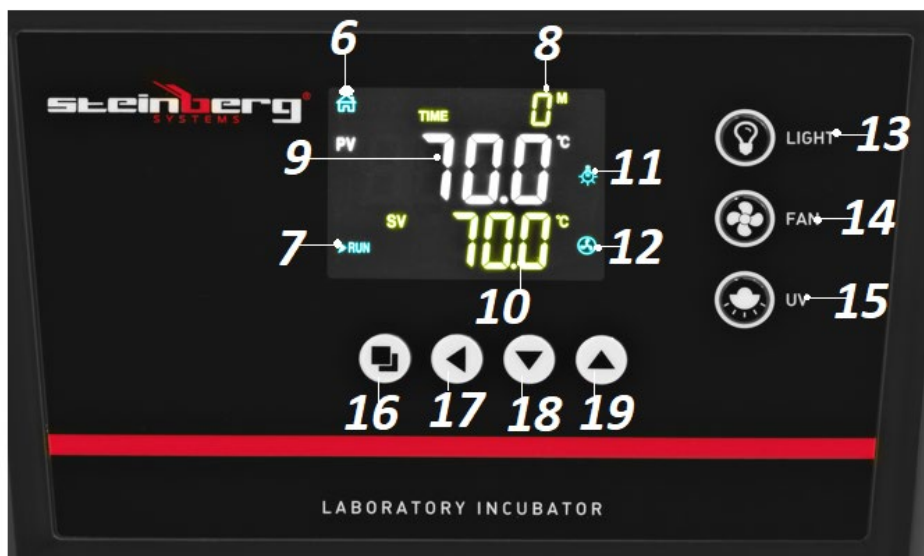 6
8
steinberg®
SYSTEMS
TIME 0 M
PV 70.0 °C
9
11
13
LIGHT
SV 70.0 °C
7
RUN
12
14
FAN
10
15
UV
16 17 18 19
LABORATORY INCUBATOR